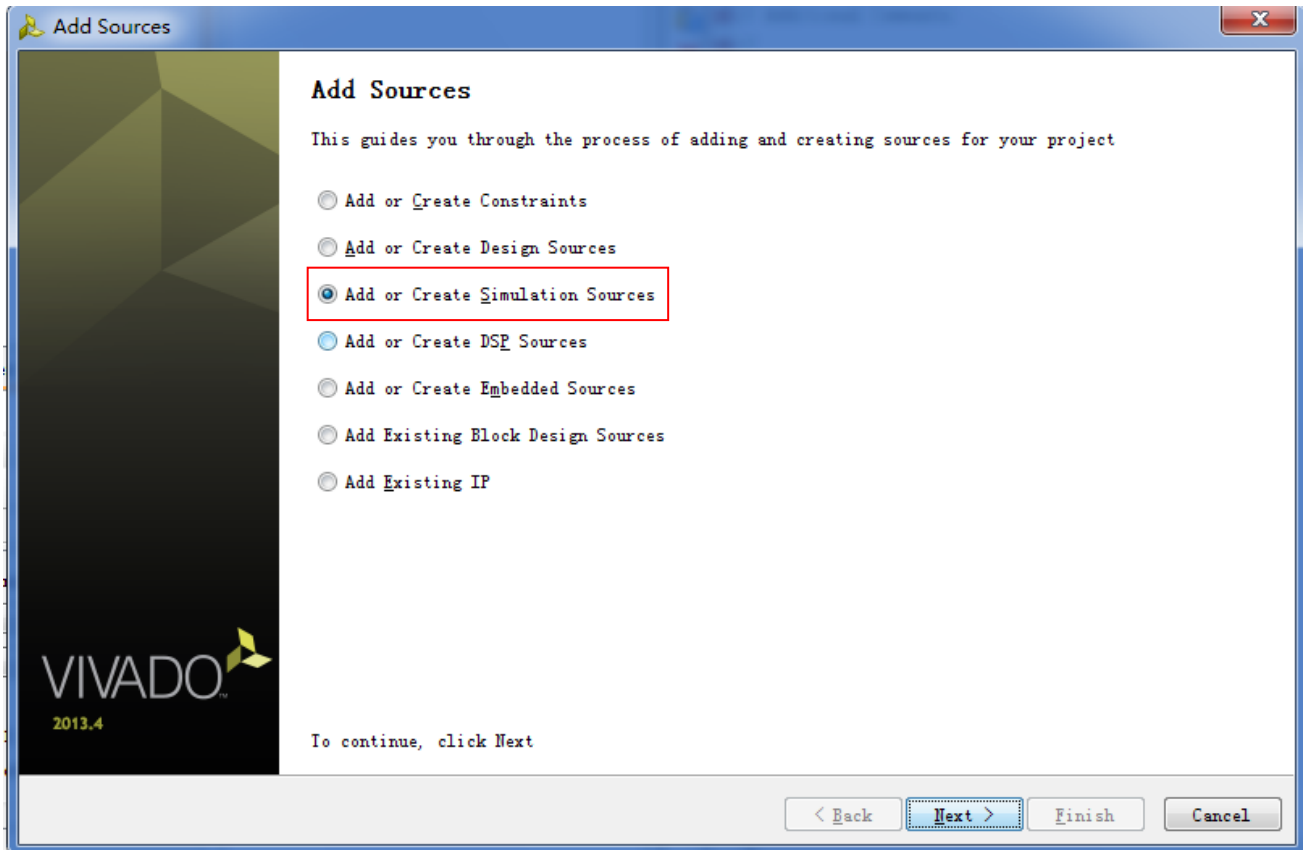 Add Sources
Add Sources
This guides you through the process of adding and creating sources for your project
Add or Create Constraints
Add or Create Design Sources
Add or Create Simulation Sources
Add or Create DSP Sources
Add or Create Embedded Sources
Add Existing Block Design Sources
Add Existing IP
VIVADO™
2013.4
To continue, click Next
< Back
Next >
Finish
Cancel